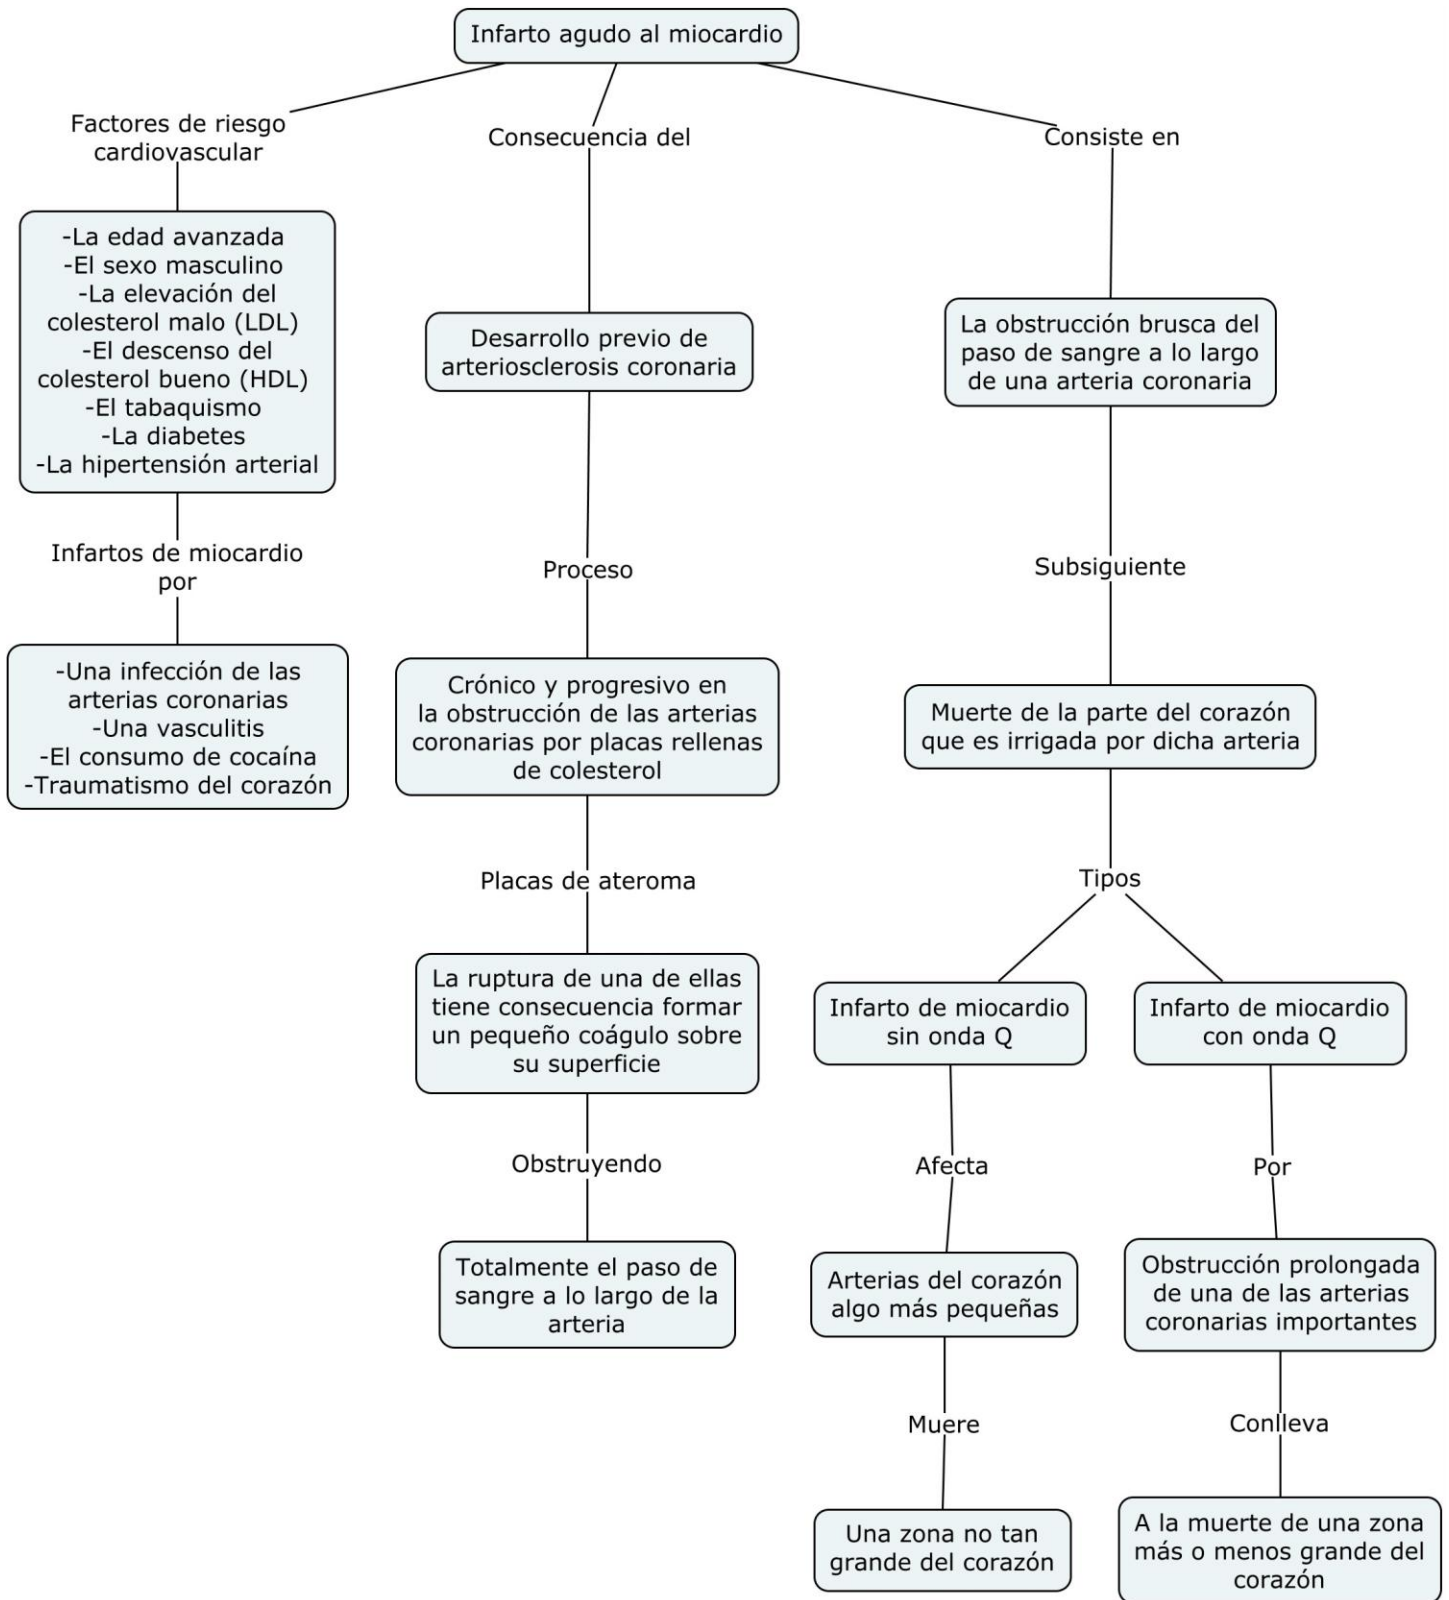 Infarto agudo al miocardio
Factores de riesgo
cardiovascular
-La edad avanzada
-El sexo masculino
-La elevación del
colesterol malo (LDL)
-El descenso del
colesterol bueno (HDL)
-El tabaquismo
-La diabetes
-La hipertensión arterial
Infartos de miocardio
por
-Una infección de las
arterias coronarias
-Una vasculitis
-El consumo de cocaína
-Traumatismo del corazón
Consecuencia del
Desarrollo previo de
arteriosclerosis coronaria
Proceso
Crónico y progresivo en
la obstrucción de las arterias
coronarias por placas rellenas
de colesterol
Placas de ateroma
La ruptura de una de ellas
tiene consecuencia formar
un pequeño coágulo sobre
su superficie
Obstruyendo
Totalmente el paso de
sangre a lo largo de la
arteria
Consiste en
La obstrucción brusca del
paso de sangre a lo largo
de una arteria coronaria
Subsiguiente
Muerte de la parte del corazón
que es irrigada por dicha arteria
Tipos
Infarto de miocardio
sin onda Q
Afecta
Arterias del corazón
algo más pequeñas
Muere
Una zona no tan
grande del corazón
Infarto de miocardio
con onda Q
Por
Obstrucción prolongada
de una de las arterias
coronarias importantes
Conlleva
A la muerte de una zona
más o menos grande del
corazón